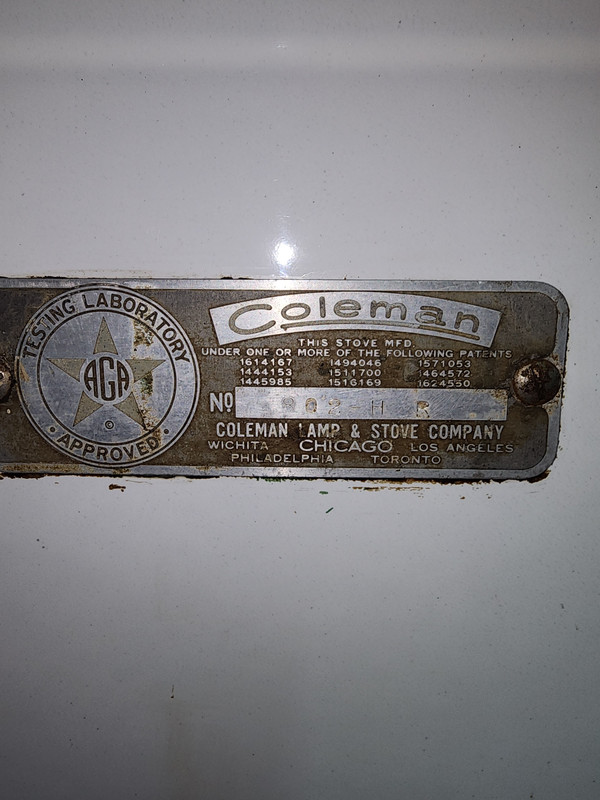 TESTING LABORATORY
AGA
©
· APPROVED ·
Coleman
THIS STOVE MFD.
UNDER ONE OR MORE OF THE FOLLOWING PATENTS
1614167 1494046 1571053
1444153 1511700 1464572
1445985 1516169 1624550
Nº 802-H R
COLEMAN LAMP & STOVE COMPANY
WICHITA CHICAGO LOS ANGELES
PHILADELPHIA TORONTO